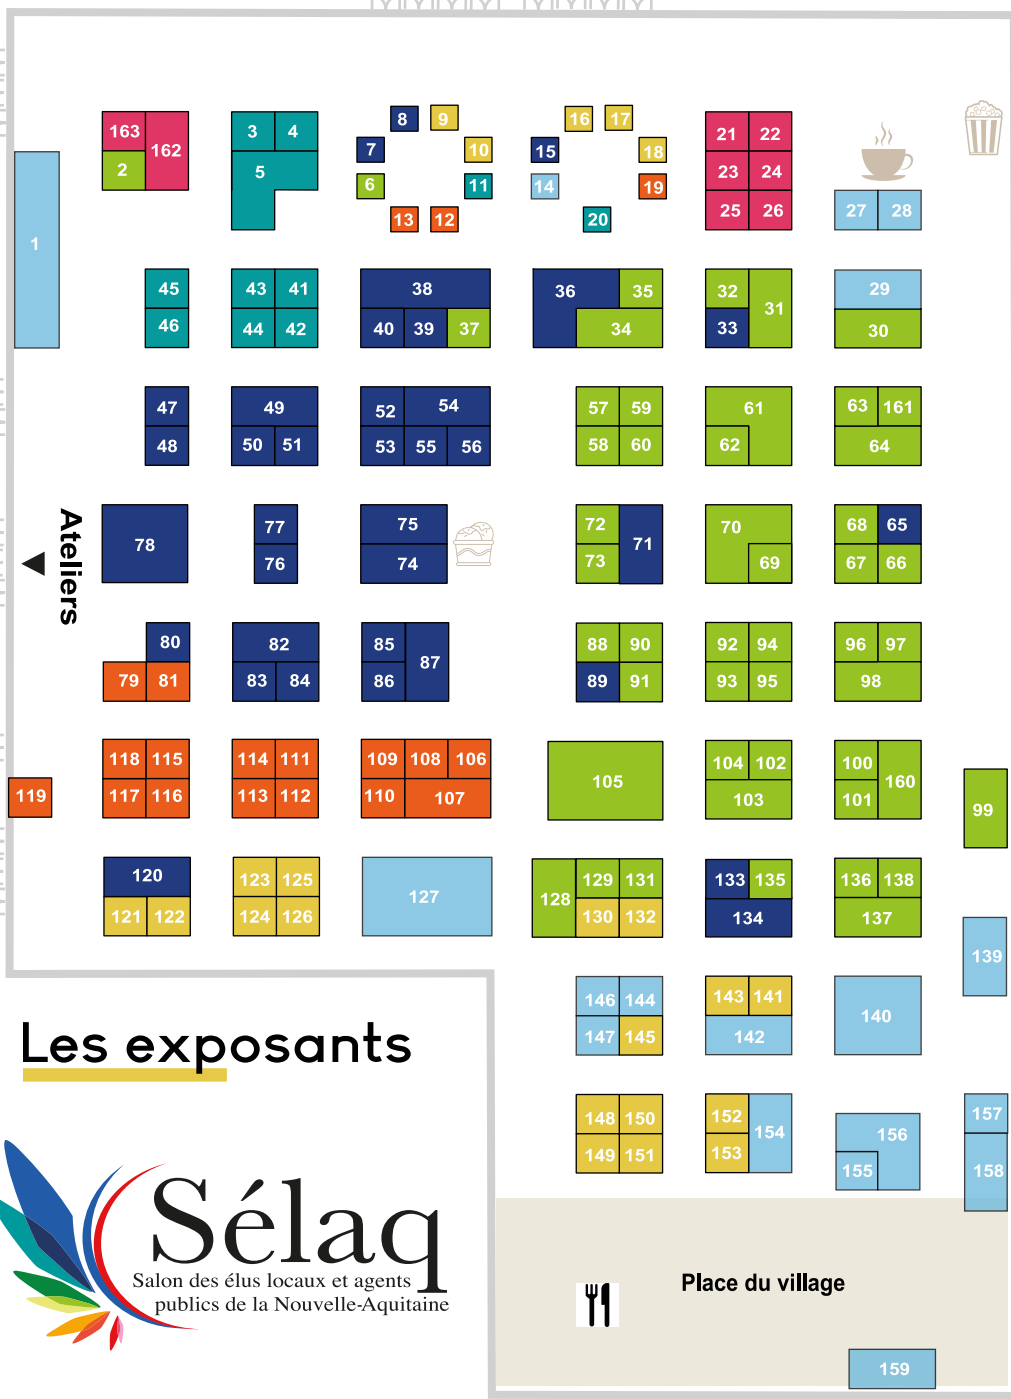 8 9 16 17
163 162 3 4 21 22
7 10 15 18
2 5 23 24
6 11 14 19
13 12 20 25 26 27 28
1
45 43 41 38 36 35 32 31 29
46 44 42 40 39 37 34 33 30
47 49 52 54 57 59 61 63 161
48 50 51 53 55 56 58 60 62 64
78 77 75 72 71 70 68 65
76 74 73 69 67 66
Ateliers
80 82 85 87 88 90 92 94 96 97
79 81 83 84 86 89 91 93 95 98
118 115 114 111 109 108 106 105 104 102 100 160
119 117 116 113 112 110 107 103 101 99
120 123 125 127 128 129 131 133 135 136 138
121 122 124 126 130 132 134 137
139
146 144 143 141 140
147 145 142
Les exposants
148 150 152 154 156 157
149 151 153 155 158
Sélaq
Salon des élus locaux et agents
publics de la Nouvelle-Aquitaine
Place du village
159